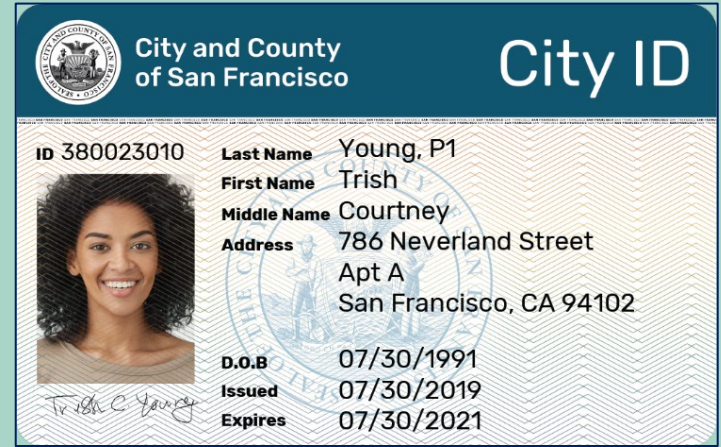 City and County
of San Francisco
City ID
ID 380023010
Last Name Young, P1
First Name Trish
Middle Name Courtney
Address 786 Neverland Street
Apt A
San Francisco, CA 94102
D.O.B 07/30/1991
Issued 07/30/2019
Expires 07/30/2021
Trish C. Young